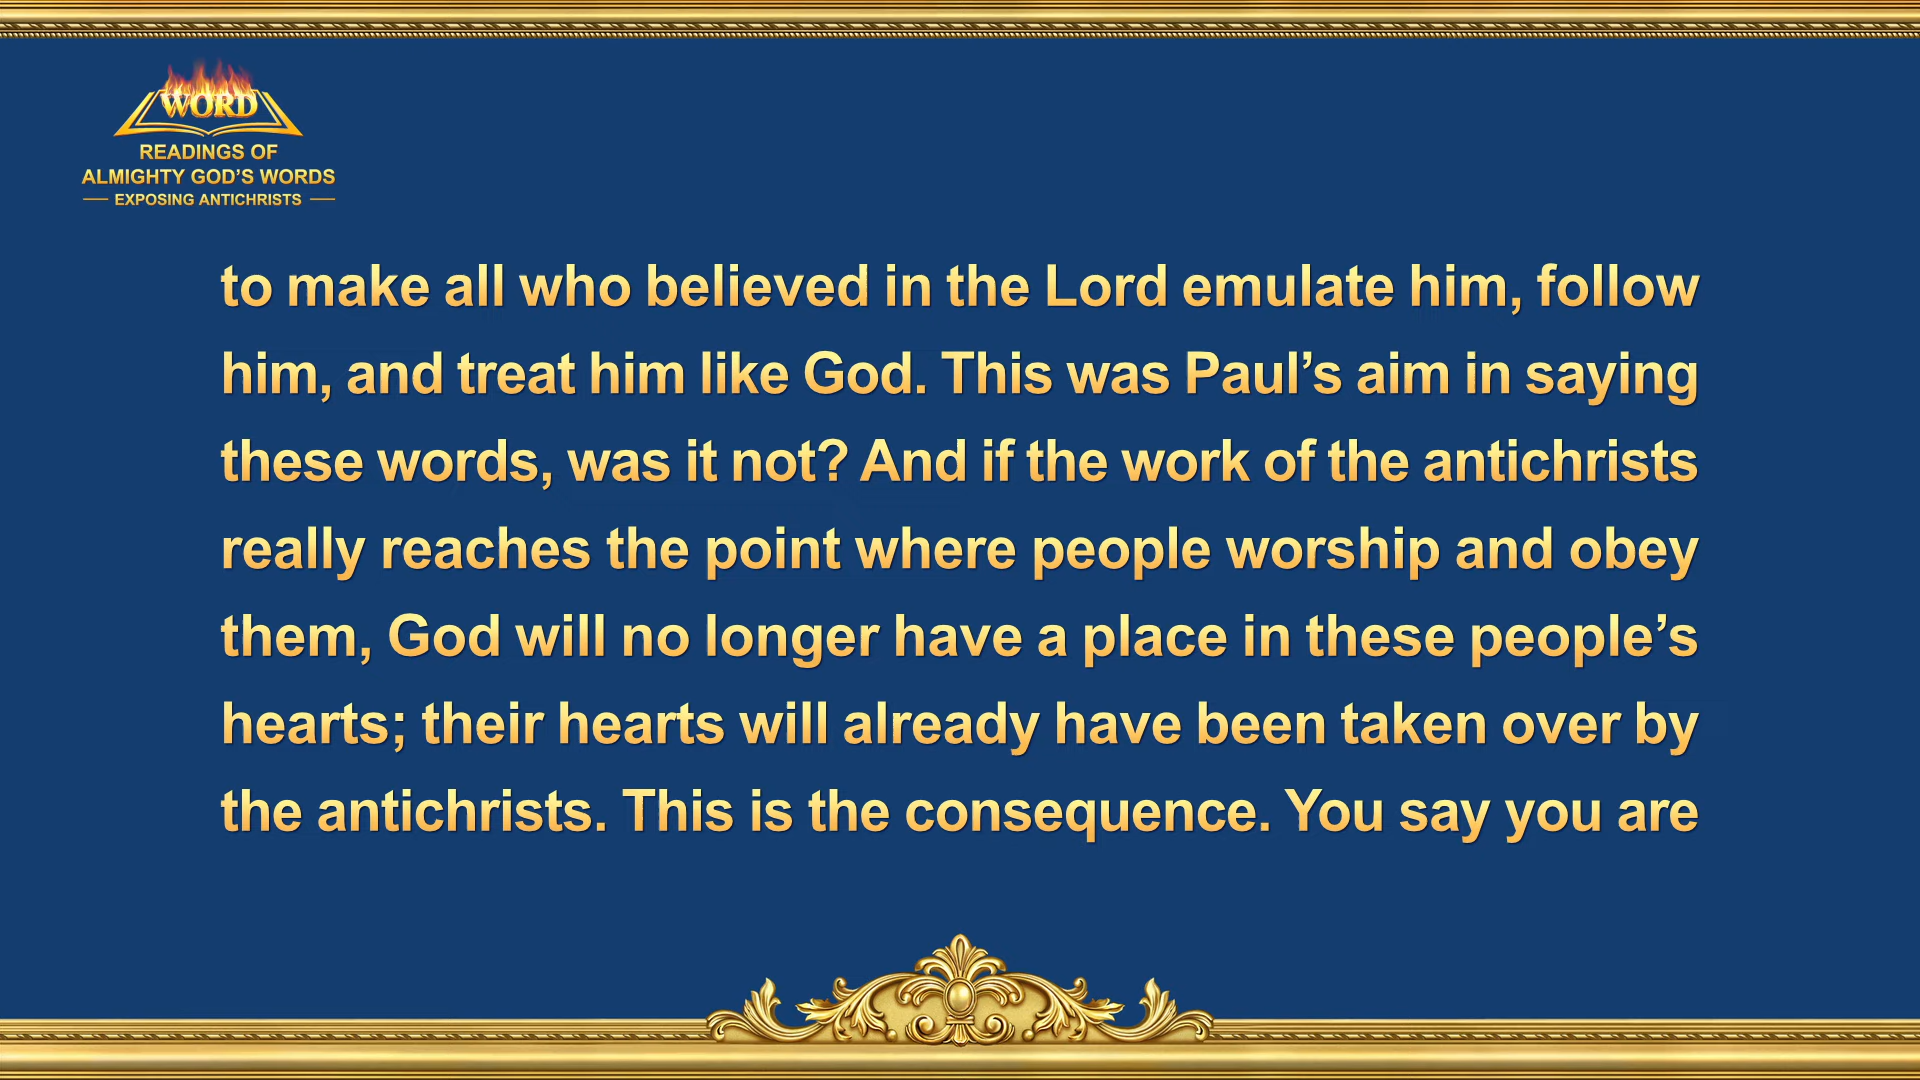 WORD
READINGS OF
ALMIGHTY GOD’S WORDS
EXPOSING ANTICHRISTS
to make all who believed in the Lord emulate him, follow
him, and treat him like God. This was Paul’s aim in saying
these words, was it not? And if the work of the antichrists
really reaches the point where people worship and obey
them, God will no longer have a place in these people’s
hearts; their hearts will already have been taken over by
the antichrists. This is the consequence. You say you are